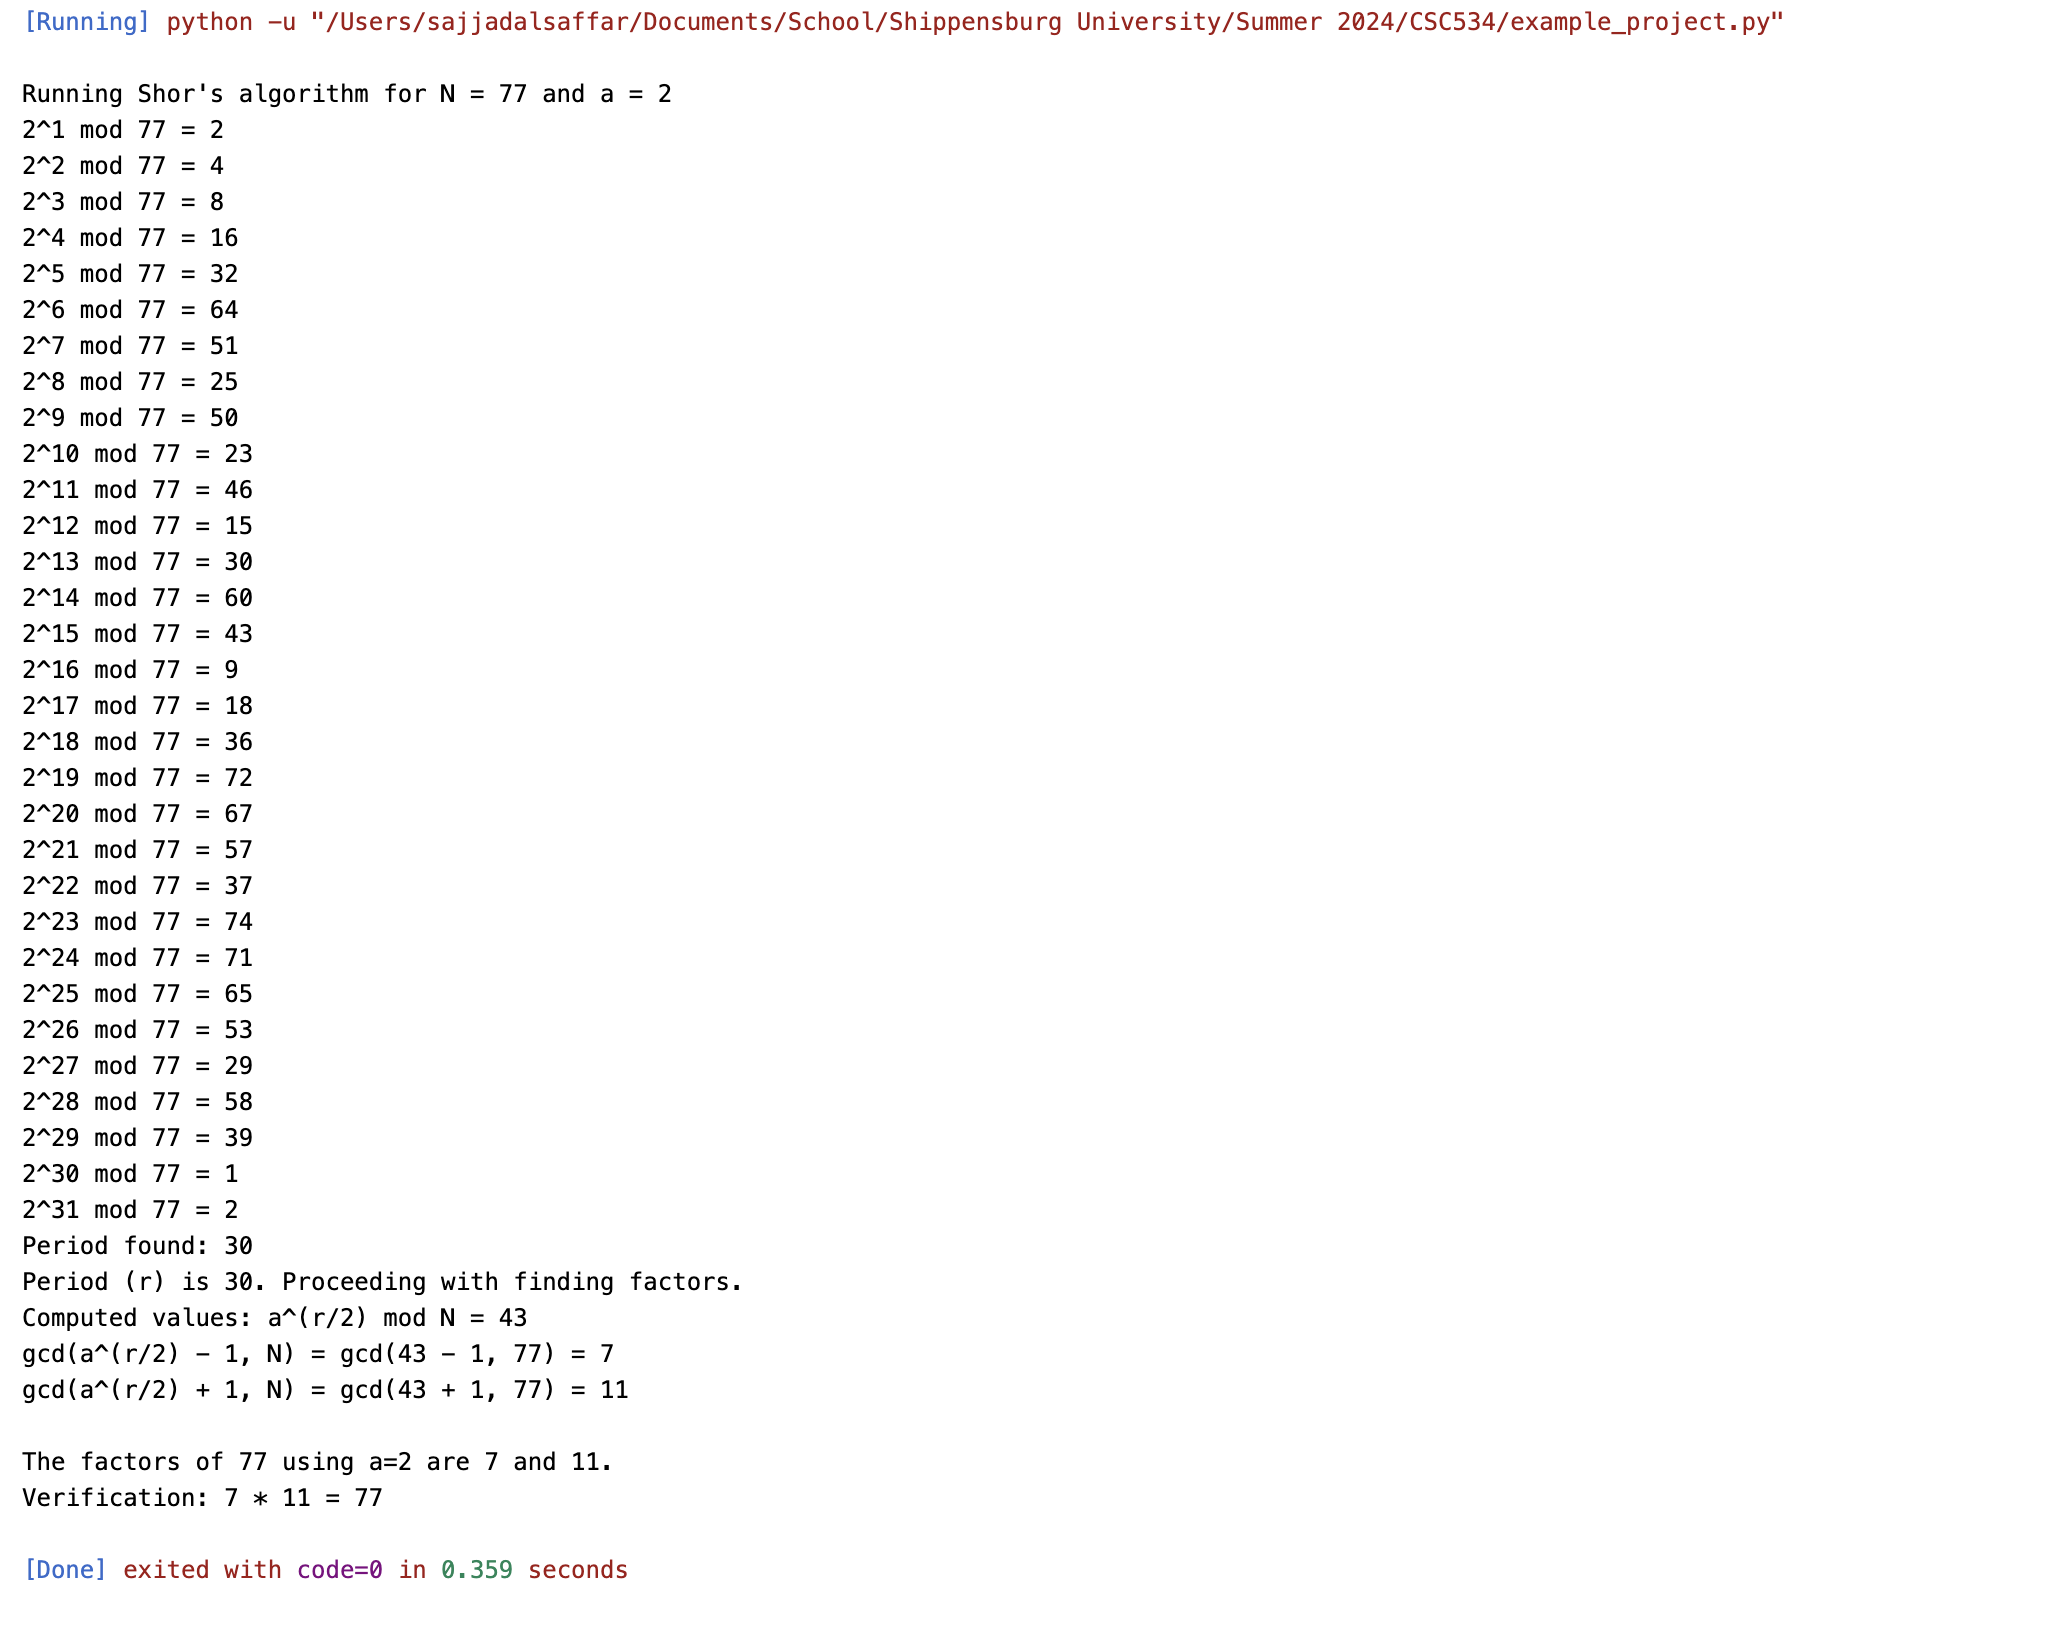 [Running] python -u "/Users/sajjadalsaffar/Documents/School/Shippensburg University/Summer 2024/CSC534/example_project.py"
Running Shor's algorithm for N = 77 and a = 2
2^1 mod 77 = 2
2^2 mod 77 = 4
2^3 mod 77 = 8
2^4 mod 77 = 16
2^5 mod 77 = 32
2^6 mod 77 = 64
2^7 mod 77 = 51
2^8 mod 77 = 25
2^9 mod 77 = 50
2^10 mod 77 = 23
2^11 mod 77 = 46
2^12 mod 77 = 15
2^13 mod 77 = 30
2^14 mod 77 = 60
2^15 mod 77 = 43
2^16 mod 77 = 9
2^17 mod 77 = 18
2^18 mod 77 = 36
2^19 mod 77 = 72
2^20 mod 77 = 67
2^21 mod 77 = 57
2^22 mod 77 = 37
2^23 mod 77 = 74
2^24 mod 77 = 71
2^25 mod 77 = 65
2^26 mod 77 = 53
2^27 mod 77 = 29
2^28 mod 77 = 58
2^29 mod 77 = 39
2^30 mod 77 = 1
2^31 mod 77 = 2
Period found: 30
Period (r) is 30. Proceeding with finding factors.
Computed values: a^(r/2) mod N = 43
gcd(a^(r/2) - 1, N) = gcd(43 - 1, 77) = 7
gcd(a^(r/2) + 1, N) = gcd(43 + 1, 77) = 11
The factors of 77 using a=2 are 7 and 11.
Verification: 7 * 11 = 77
[Done] exited with code=0 in 0.359 seconds